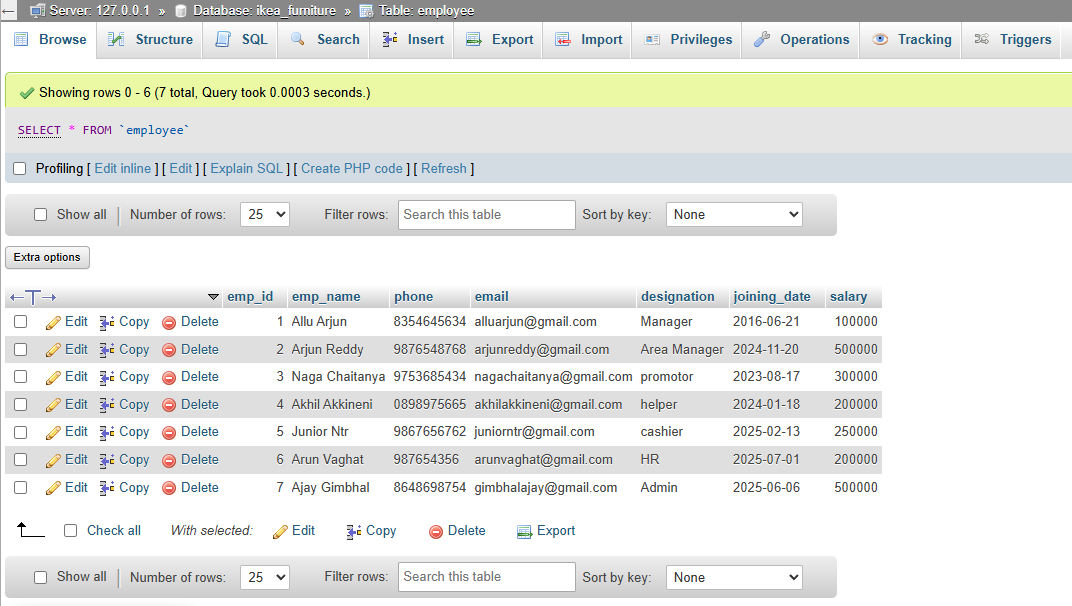 Server: 127.0.0.1 » Database: ikea_furniture » Table: employee
Browse Structure SQL Search Insert Export Import Privileges Operations Tracking Triggers
Showing rows 0 - 6 (7 total, Query took 0.0003 seconds.)
SELECT * FROM `employee`
Profiling [ Edit inline ] [ Edit ] [ Explain SQL ] [ Create PHP code ] [ Refresh ]
Show all Number of rows: 25 Filter rows: Search this table Sort by key: None
Extra options
emp_id emp_name phone email designation joining_date salary
Edit Copy Delete 1 Allu Arjun 8354645634 alluarjun@gmail.com Manager 2016-06-21 100000
Edit Copy Delete 2 Arjun Reddy 9876548768 arjunreddy@gmail.com Area Manager 2024-11-20 500000
Edit Copy Delete 3 Naga Chaitanya 9753685434 nagachaitanya@gmail.com promotor 2023-08-17 300000
Edit Copy Delete 4 Akhil Akkineni 0898975665 akhilakkineni@gmail.com helper 2024-01-18 200000
Edit Copy Delete 5 Junior Ntr 9867656762 juniorntr@gmail.com cashier 2025-02-13 250000
Edit Copy Delete 6 Arun Vaghat 987654356 arunvaghat@gmail.com HR 2025-07-01 200000
Edit Copy Delete 7 Ajay Gimbhal 8648698754 gimbhalajay@gmail.com Admin 2025-06-06 500000
Check all With selected: Edit Copy Delete Export
Show all Number of rows: 25 Filter rows: Search this table Sort by key: None